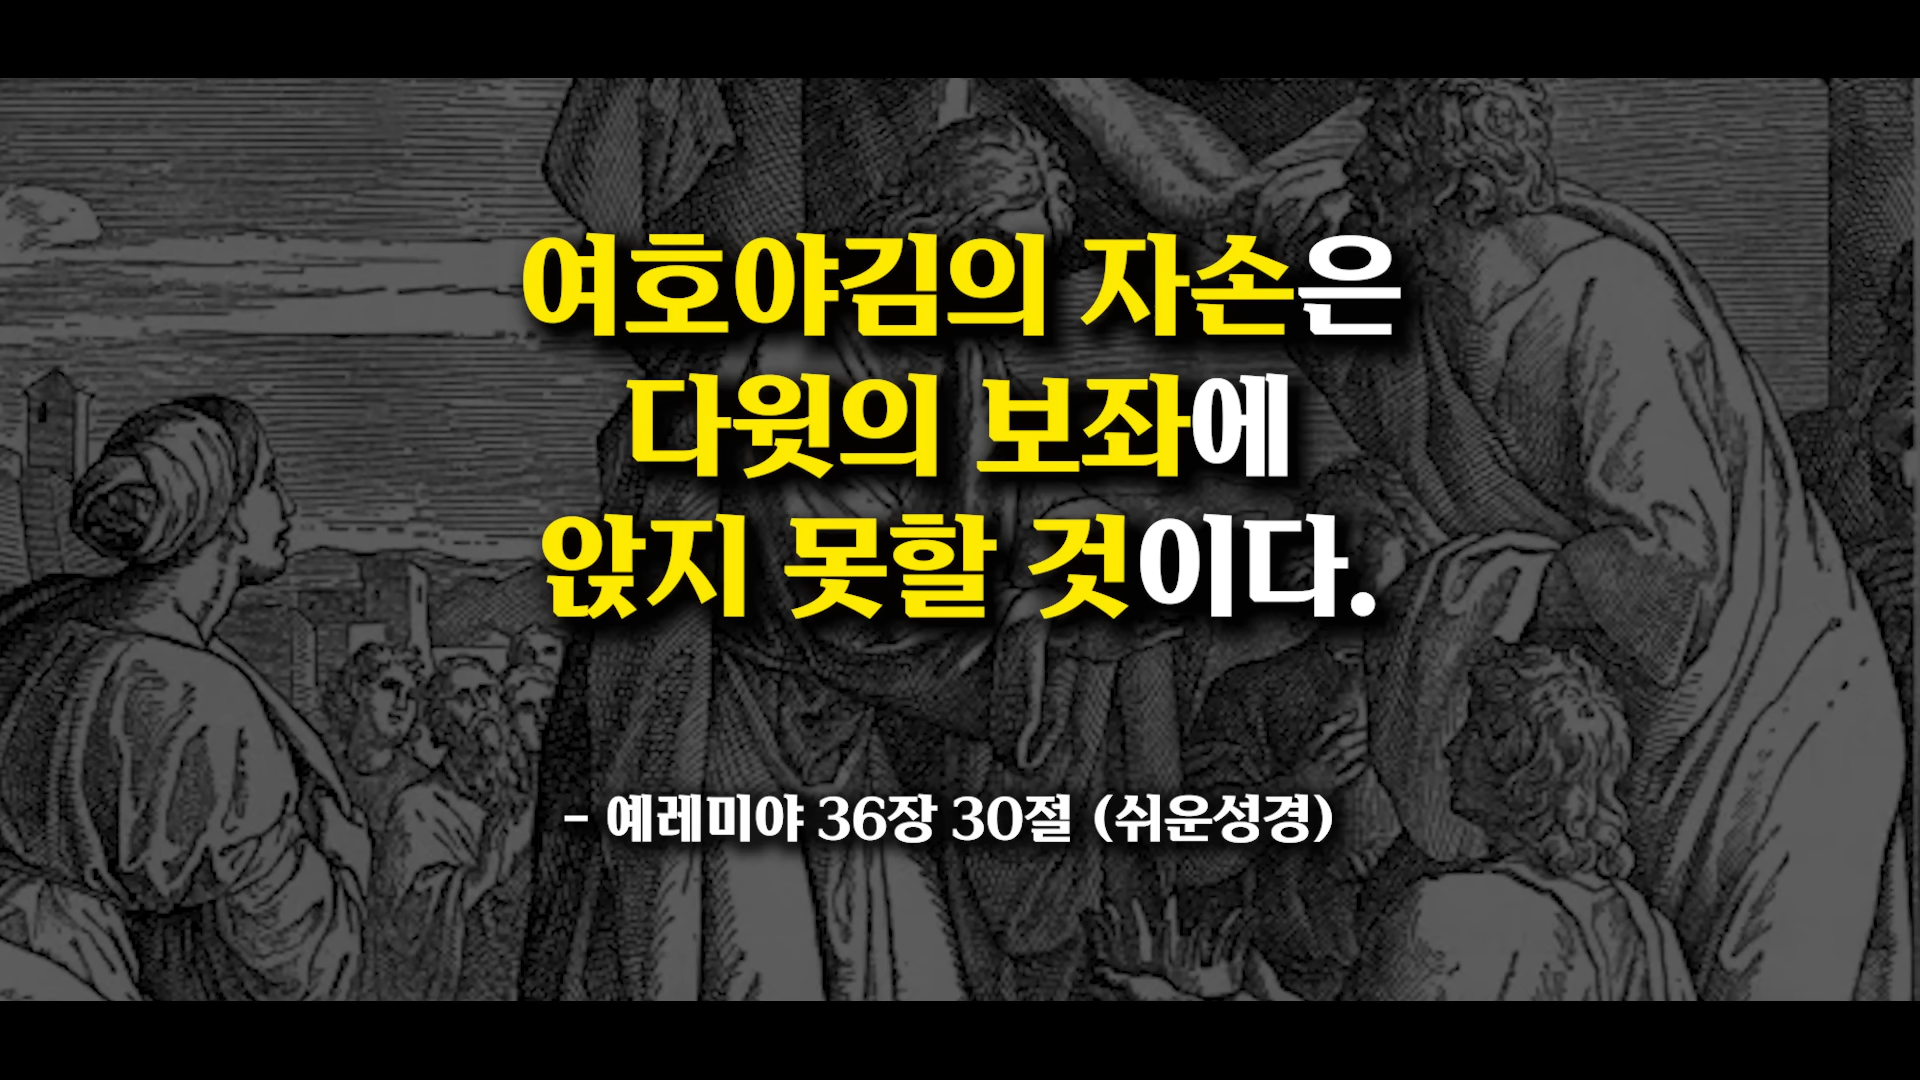 여호야김의 자손은
다윗의 보좌에
앉지 못할 것이다.
- 예레미야 36장 30절 (쉬운성경)